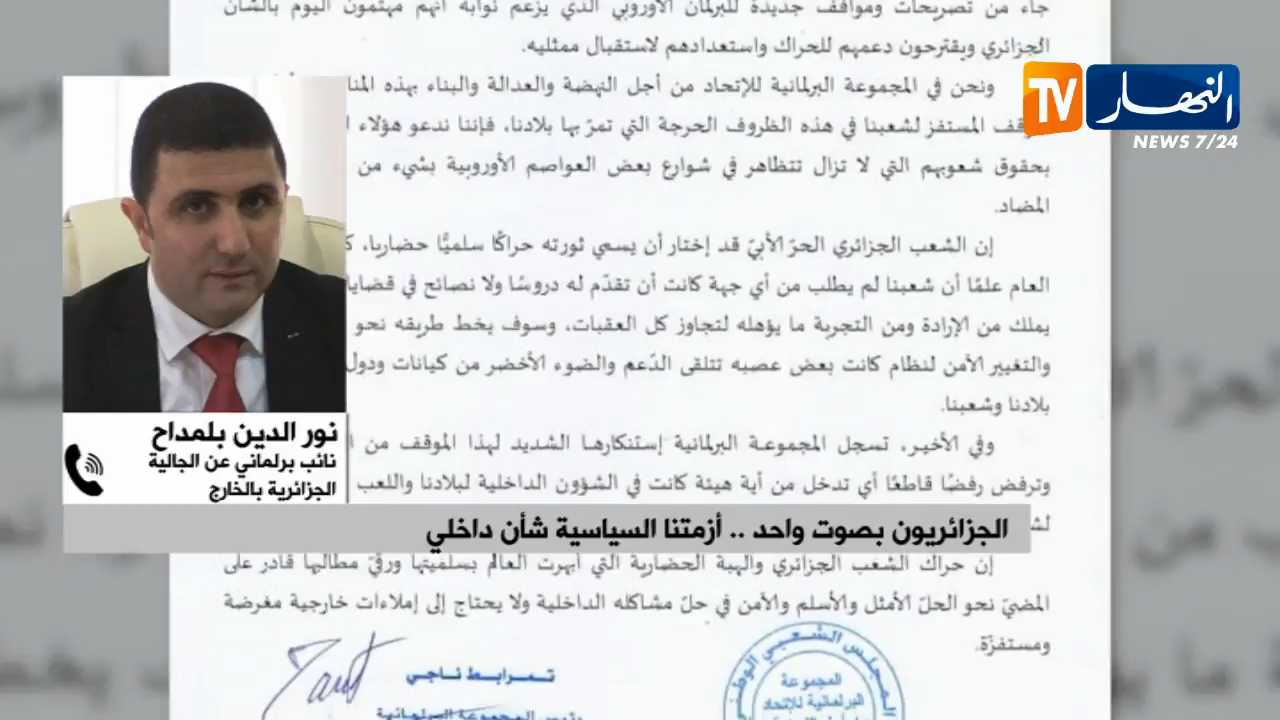 جاء من تصريحات ومواقف جديدة للبرلمان الأوروبي الذي يزعم نوابه أنهم مهتمون اليوم بالشأن
الجزائري ويقترحون دعمهم للحراك واستعدادهم لاستقبال ممثليه.
ونحن في المجموعة البرلمانية للإتحاد من أجل النهضة والعدالة والبناء بهذه
المستفز لشعبنا في هذه الظروف الحرجة التي تمرّ بها بلادنا، فإننا ندعو هؤلاء
بحقوق شعوبهم التي لا تزال تتظاهر في شوارع بعض العواصم الأوروبية بشيء من
المضاد.
إن الشعب الجزائري الحرّ الأبيّ قد إختار أن يسمي ثورته حراكًا سلميًّا حضاريا،
العام علمًا أن شعبنا لم يطلب من أي جهة كانت أن تقدّم له دروسًا ولا نصائح في قضايا
يملك من الإرادة ومن التجربة ما يؤهله لتجاوز كل العقبات، وسوف يخط طريقه نحو
والتغيير الأمن لنظام كانت بعض عصبه تتلقى الدّعم والضوء الأخضر من كيانات ودول
بلادنا وشعبنا.
وفي الأخير، تسجل المجموعة البرلمانية إستنكارها الشديد لهذا الموقف من
وترفض رفضًا قاطعًا أي تدخل من أية هيئة كانت في الشؤون الداخلية لبلادنا واللعب
إن حراك الشعب الجزائري والهبة الحضارية التي أبهرت العالم بسلميتها ورقيّ مطالبها قادر على
المضيّ نحو الحلّ الأمثل والأسلم والأمن في حلّ مشاكله الداخلية ولا يحتاج إلى إملاءات خارجية مغرضة
ومستفزّة.
تمرابط ناجي
رئيس المجموعة البرلمانية
المجلس الشعبي الوطني
المجموعة
البرلمانية للإتحاد
النهار TV
NEWS 7/24
نور الدين بلمداح
نائب برلماني عن الجالية
الجزائرية بالخارج
الجزائريون بصوت واحد .. أزمتنا السياسية شأن داخلي